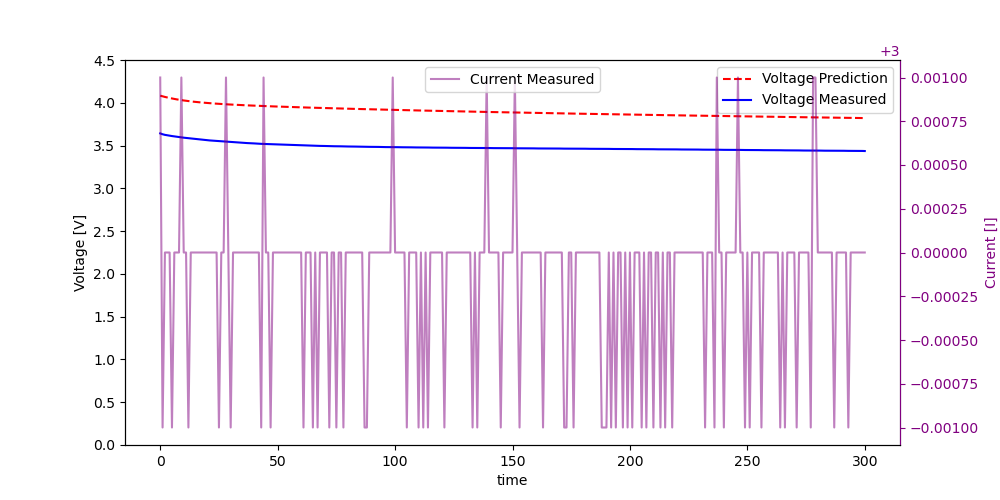 +3
4.5
4.0
3.5
3.0
2.5
2.0
1.5
1.0
0.5
0.0
Voltage [V]
Current Measured
Voltage Prediction
Voltage Measured
0.00100
0.00075
0.00050
0.00025
0.00000
−0.00025
−0.00050
−0.00075
−0.00100
Current [I]
0 50 100 150 200 250 300
time